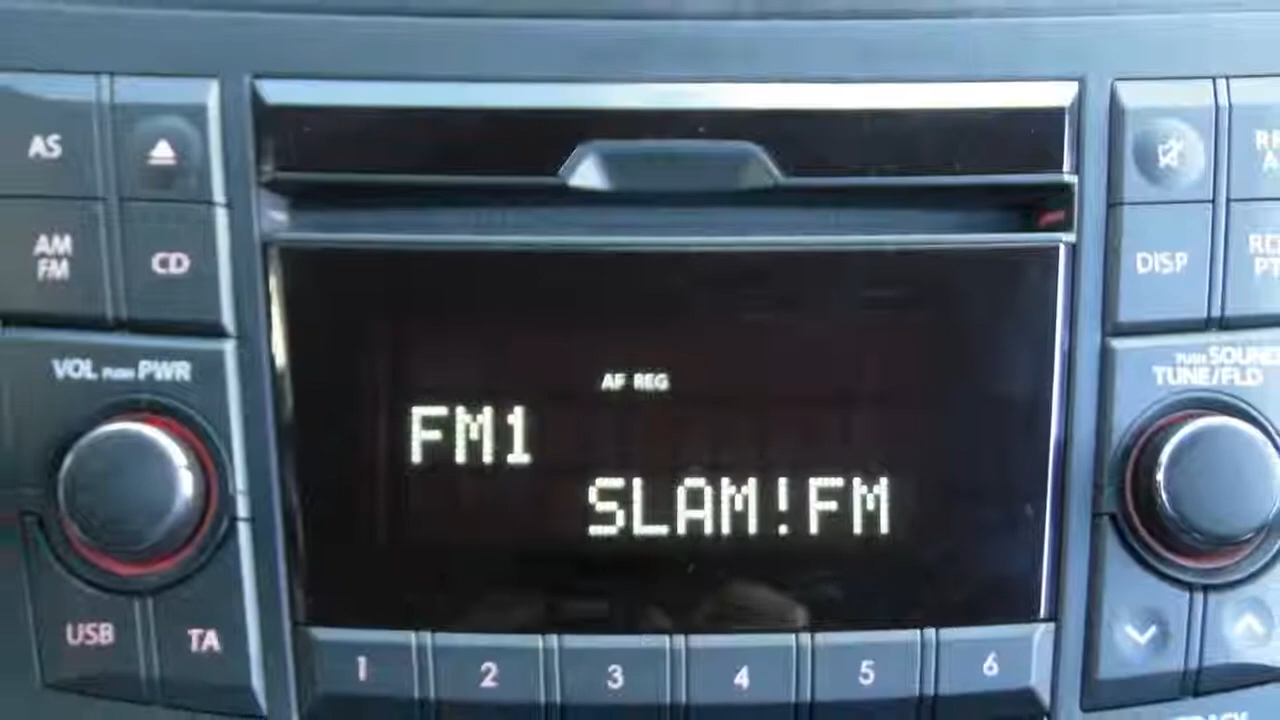 AS
AM
FM
CD
VOL PUSH PWR
USB
TA
AF REG
FM1
SLAM!FM
1 2 3 4 5 6
DISP
PUSH SOUND
TUNE/FLD